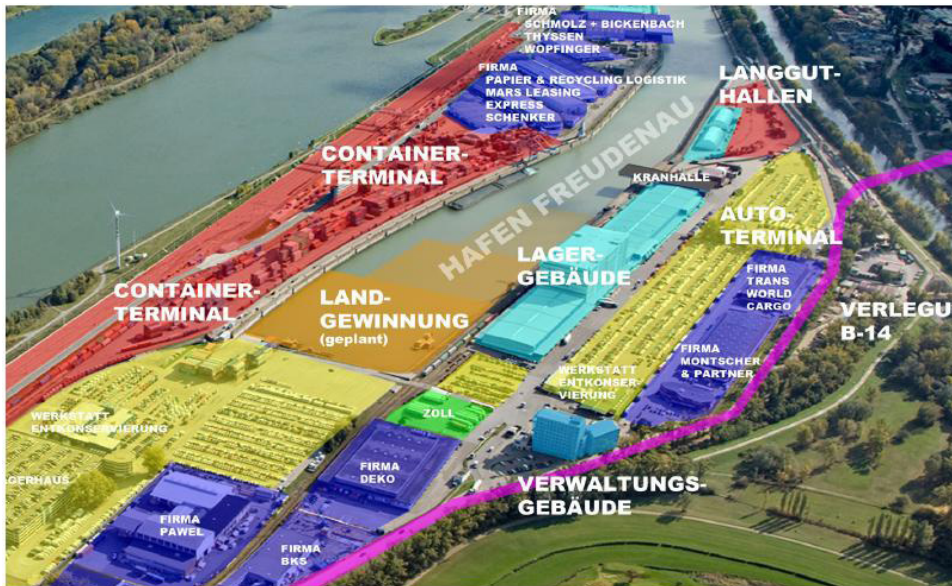 FIRMA
SCHMOLZ + BICKENBACH
THYSSEN
WOPFINGER
FIRMA
PAPIER & RECYCLING LOGISTIK
MARS LEASING
EXPRESS
SCHENKER
LANGGUT-
HALLEN
CONTAINER-
TERMINAL
KRANHALLE
HAFEN FREUDENAU
AUTO-
TERMINAL
LAGER-
GEBÄUDE
FIRMA
TRANS
WORLD
CARGO
CONTAINER-
TERMINAL
LAND-
GEWINNUNG
(geplant)
VERLEGU
B-14
FIRMA
MONTSCHER
& PARTNER
WERKSTATT
ENTKONSER-
VIERUNG
WERKSTATT
ENTKONSERVIERUNG
ZOLL
GERHAUS
FIRMA
DEKO
VERWALTUNGS-
GEBÄUDE
FIRMA
PAWEL
FIRMA
BKS